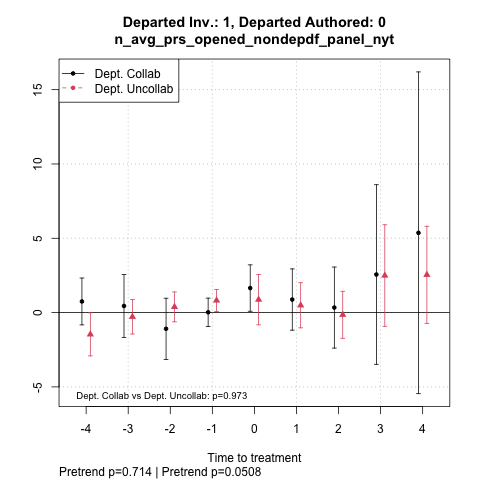 Departed Inv.: 1, Departed Authored: 0
n_avg_prs_opened_nondepdf_panel_nyt
Dept. Collab
Dept. Uncollab
15
10
5
0
-5
Dept. Collab vs Dept. Uncollab: p=0.973
-4 -3 -2 -1 0 1 2 3 4
Time to treatment
Pretrend p=0.714 | Pretrend p=0.0508